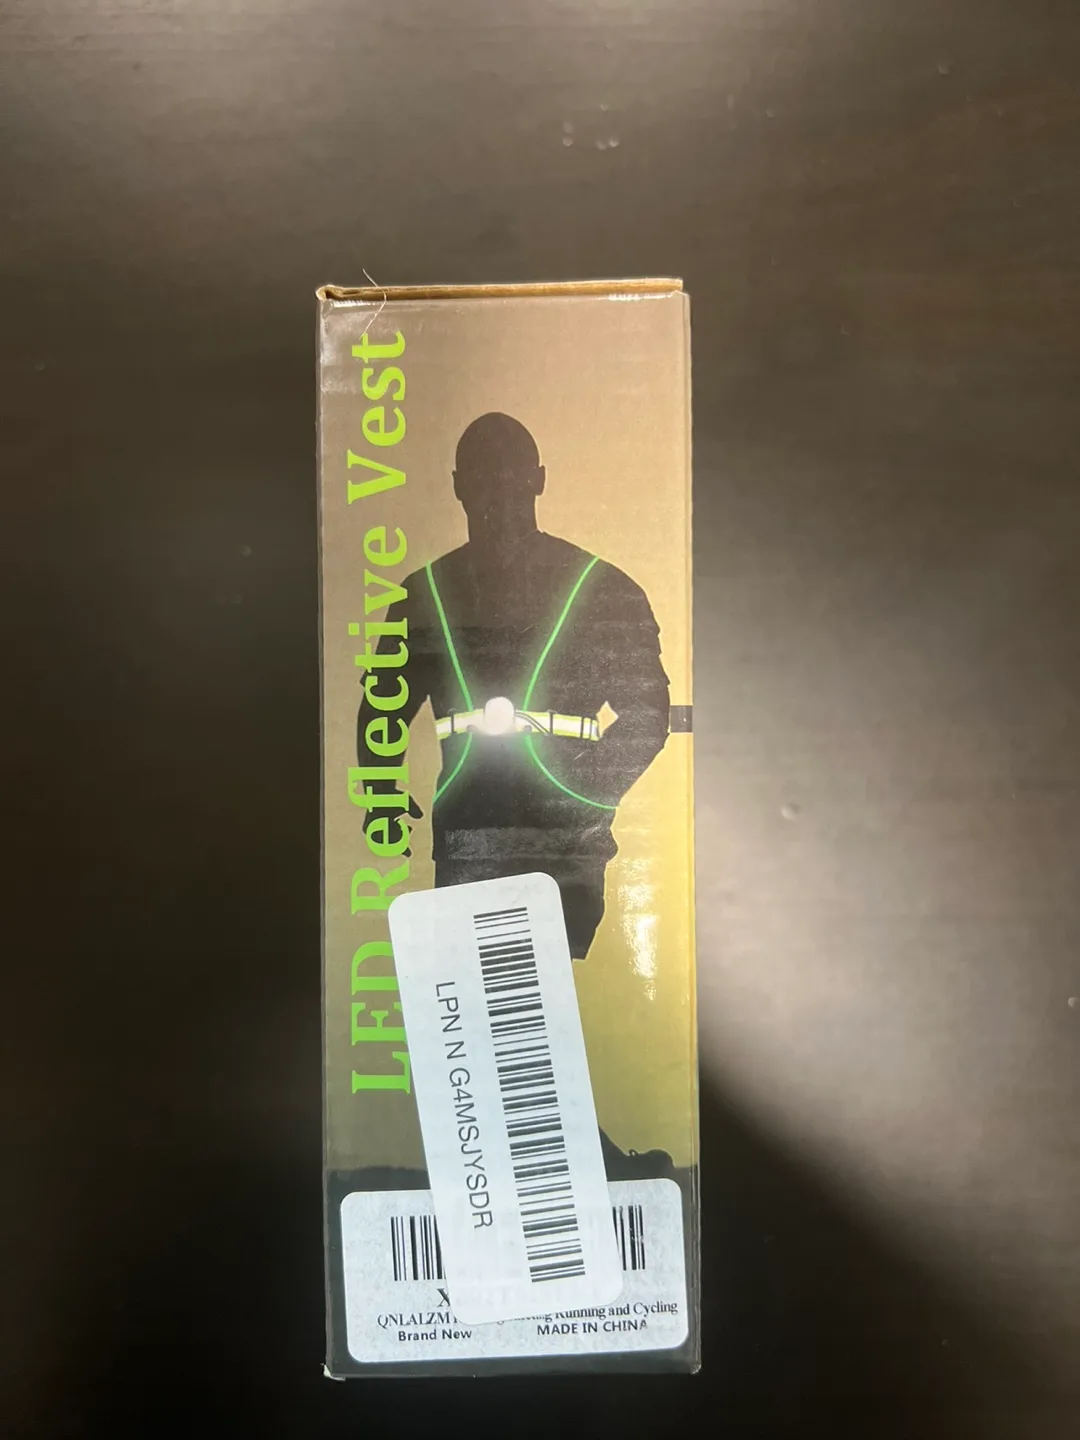 LED Reflective Vest
LPN N G4MSJYSDR
X
QNLALZM Running and Cycling
Brand New MADE IN CHINA